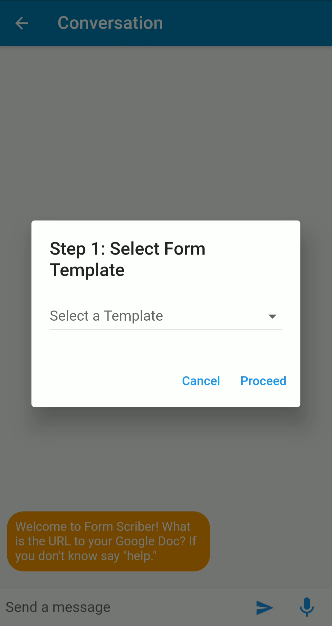 Conversation
Step 1: Select Form
Template
Select a Template
Cancel Proceed
Welcome to Form Scriber! What
is the URL to your Google Doc? If
you don't know say "help."
Send a message